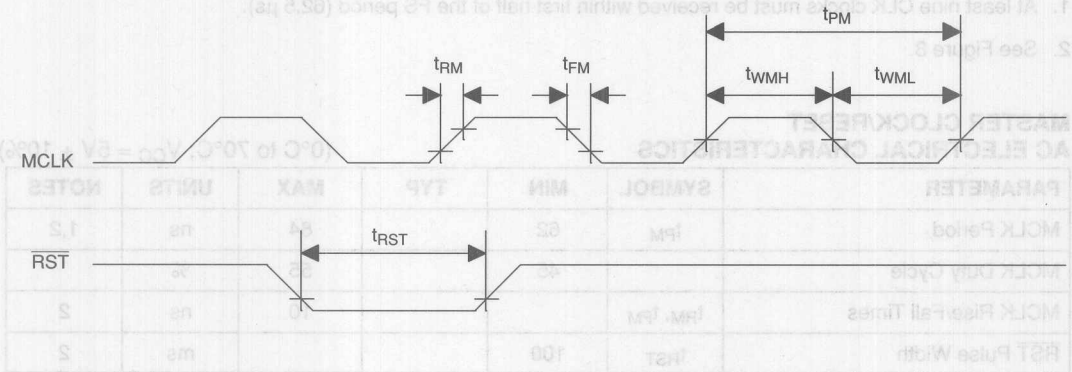 1. At least nine CLK clocks must be received within first half of the FS period (62.5 µs).
2. See Figure 3
tPM
tRM
tFM
tWMH
tWML
MASTER CLOCK/RESET
AC ELECTRICAL CHARACTERISTICS (0°C to 70°C, VCC = 5V ± 10%)
MCLK
PARAMETER SYMBOL MIN TYP MAX UNITS NOTES
MCLK Period tPM 62 84 ns 1,2
tRST
RST
MCLK Duty Cycle 45 55 %
MCLK Rise/Fall Times tRM, tFM 10 ns 2
RST Pulse Width tRST 100 ms 2